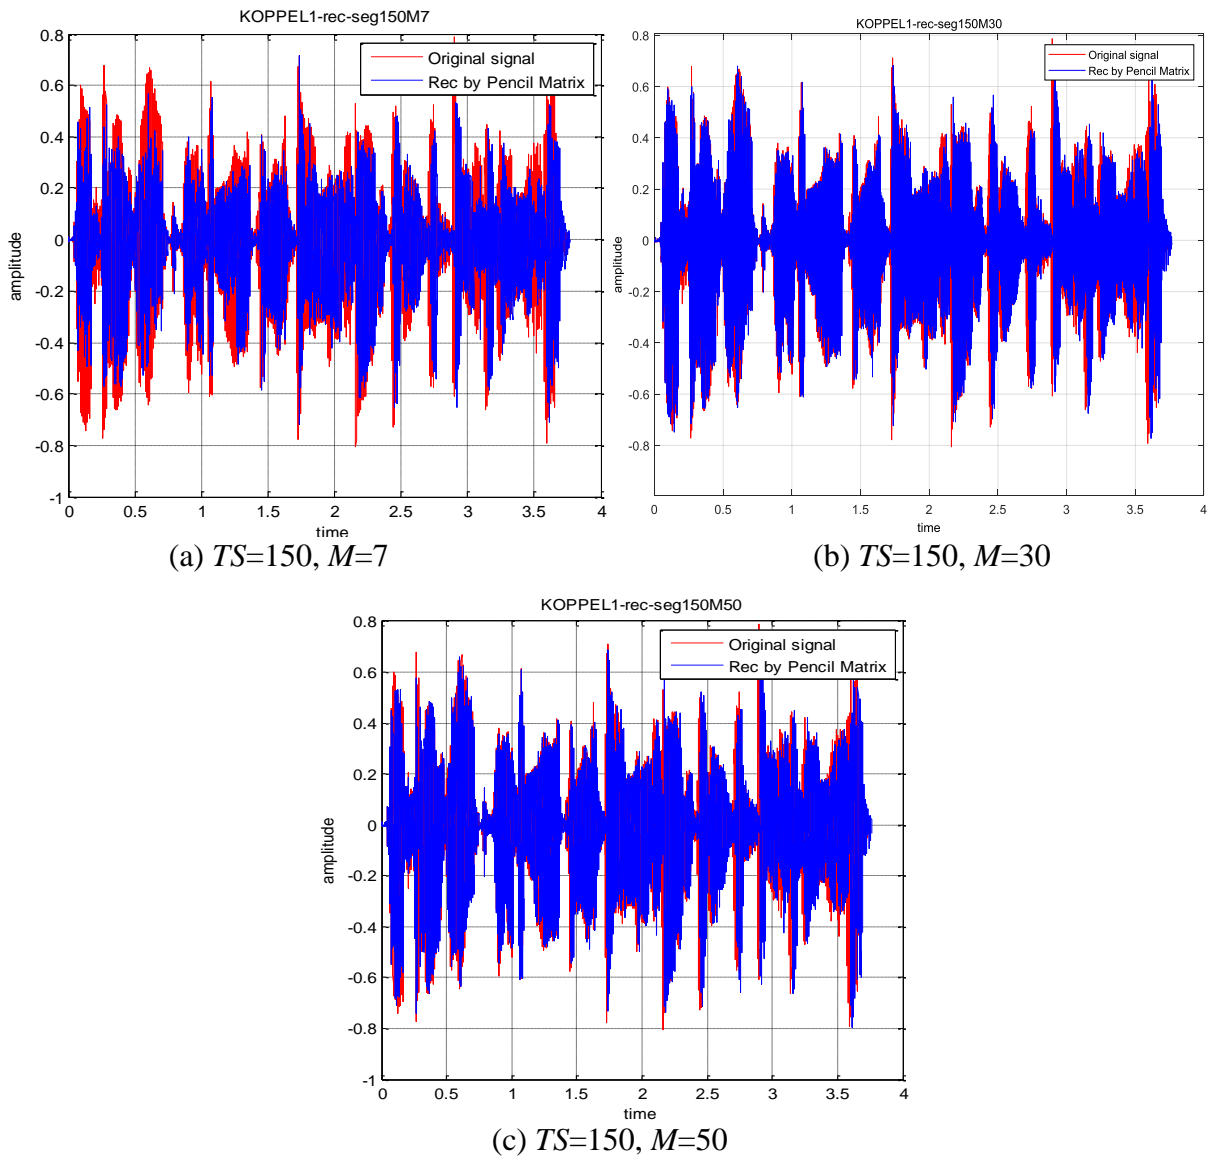 KOPPEL1-rec-seg150M7
Original signal
Rec by Pencil Matrix
0.8
0.6
0.4
0.2
0
-0.2
-0.4
-0.6
-0.8
-1
amplitude
0 0.5 1 1.5 2 2.5 3 3.5 4
time
(a) TS=150, M=7
KOPPEL1-rec-seg150M30
Original signal
Rec by Pencil Matrix
0.8
0.6
0.4
0.2
0
-0.2
-0.4
0.6
-0.8
amplitude
0 0.5 1 1.5 2 2.5 3 3.5 4
time
(b) TS=150, M=30
KOPPEL1-rec-seg150M50
Original signal
Rec by Pencil Matrix
0.8
0.6
0.4
0.2
0
-0.2
-0.4
-0.6
-0.8
-1
amplitude
0 0.5 1 1.5 2 2.5 3 3.5 4
time
(c) TS=150, M=50